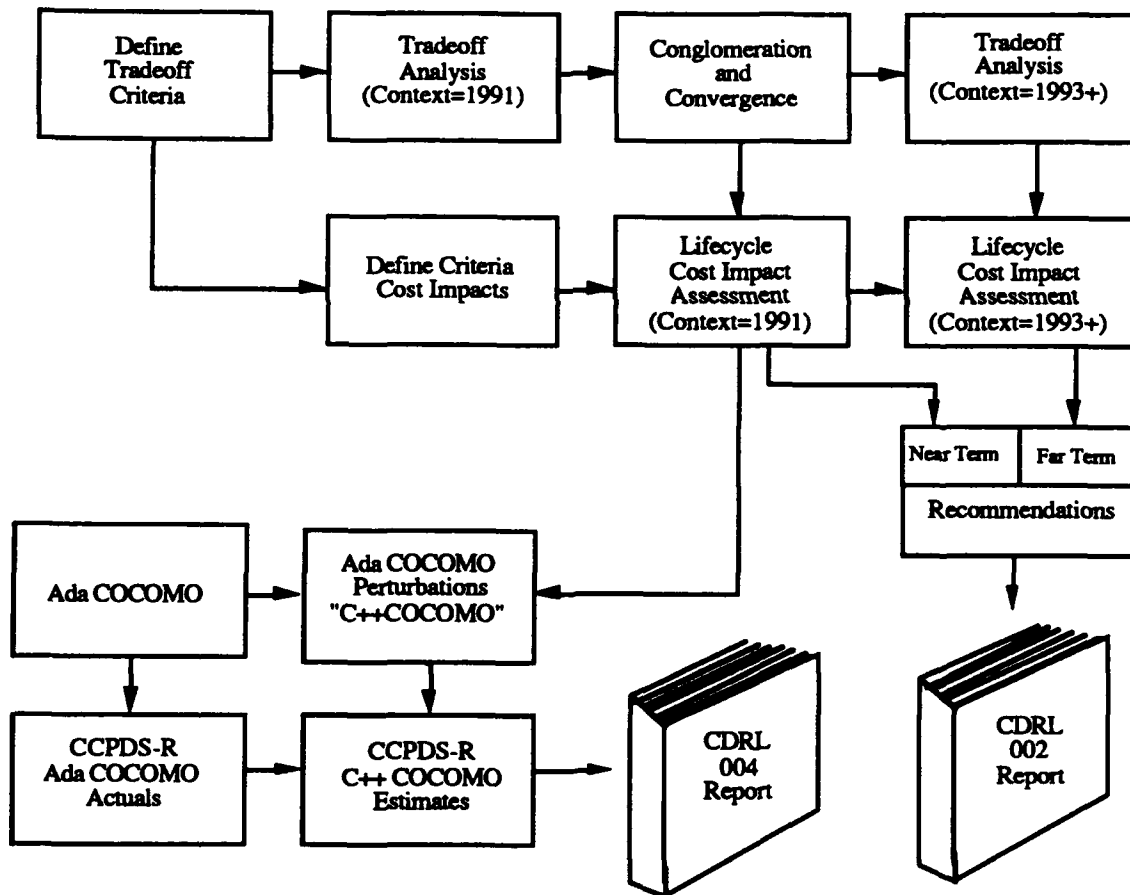 Define
Tradeoff
Criteria
Tradeoff
Analysis
(Context=1991)
Conglomeration
and
Convergence
Tradeoff
Analysis
(Context=1993+)
Define Criteria
Cost Impacts
Lifecycle
Cost Impact
Assessment
(Context=1991)
Lifecycle
Cost Impact
Assessment
(Context=1993+)
Near Term
Far Term
Recommendations
Ada COCOMO
Ada COCOMO
Perturbations
"C++COCOMO"
CCPDS-R
Ada COCOMO
Actuals
CCPDS-R
C++ COCOMO
Estimates
CDRL
004
Report
CDRL
002
Report